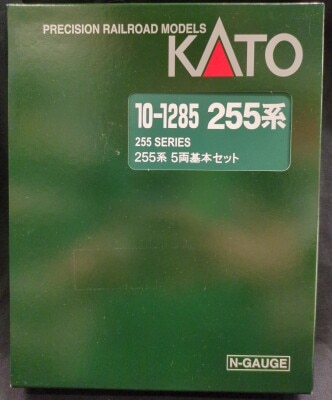 PRECISION RAILROAD MODELS
KATO
10-1285 255系
255 SERIES
255系 5両基本セット
N-GAUGE